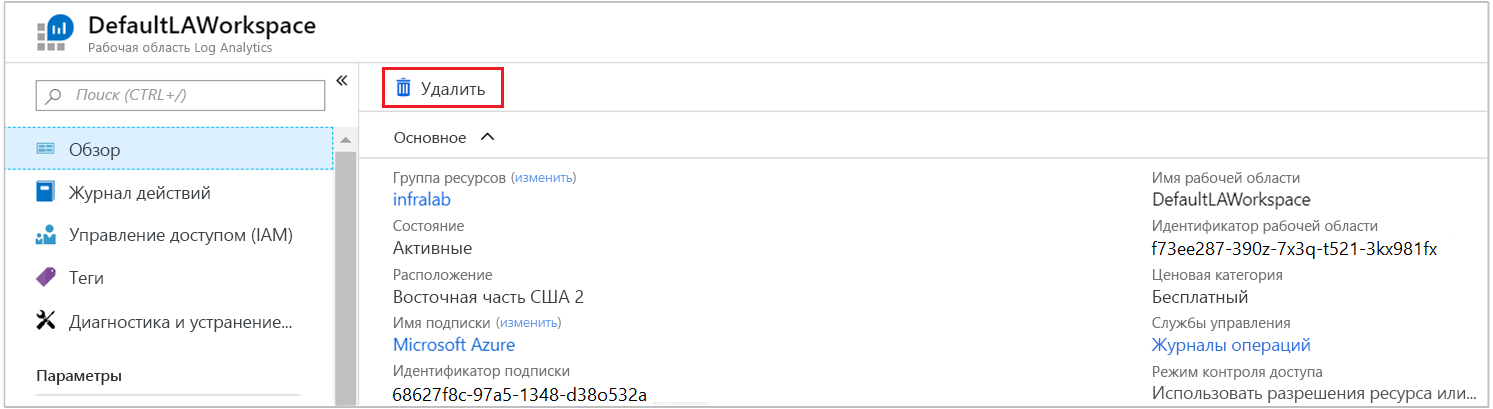 DefaultLAWorkspace
Рабочая область Log Analytics
Поиск (CTRL+/)
«
Обзор
Журнал действий
Управление доступом (IAM)
Теги
Диагностика и устранение...
Параметры
Удалить
Основное
Группа ресурсов (изменить)
infralab
Состояние
Активные
Расположение
Восточная часть США 2
Имя подписки (изменить)
Microsoft Azure
Идентификатор подписки
68627f8c-97a5-1348-d38o532a
Имя рабочей области
DefaultLAWorkspace
Идентификатор рабочей области
f73ee287-390z-7x3q-t521-3kx981fx
Ценовая категория
Бесплатный
Службы управления
Журналы операций
Режим контроля доступа
Использовать разрешения ресурса или...